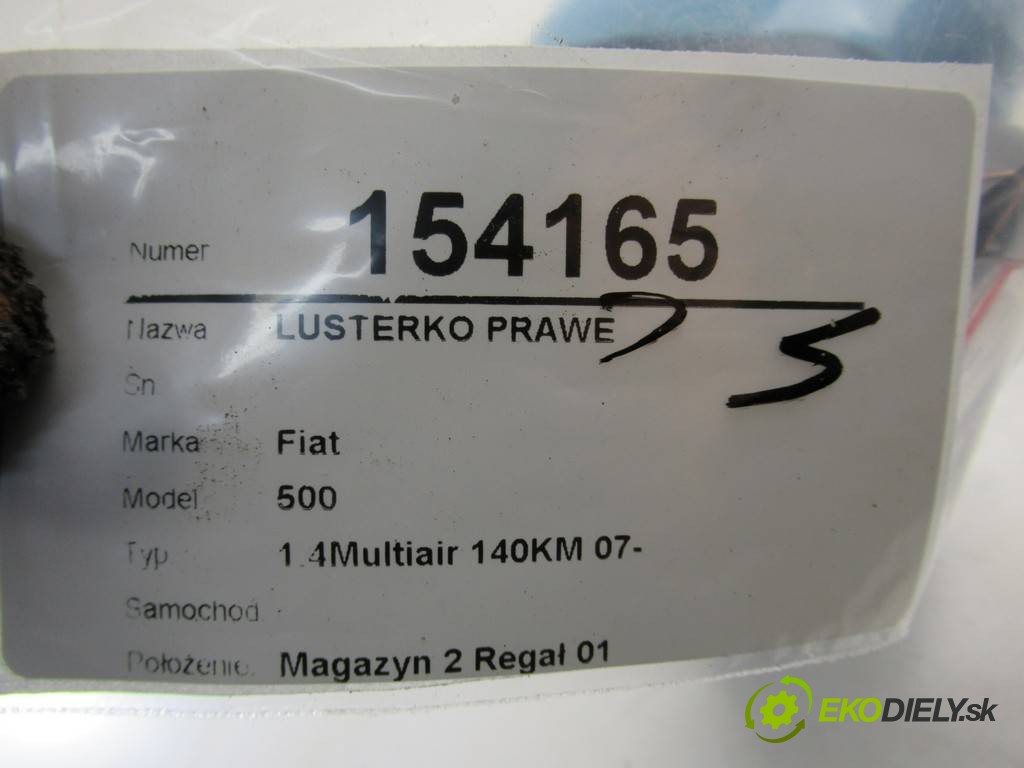 Numer 154165
Nazwa LUSTERKO PRAWE
Sn
Marka Fiat
Model 500
Typ 1.4Multiair 140KM 07-
Samochod.
Położenie. Magazyn 2 Regał 01
EKODIELY.sk